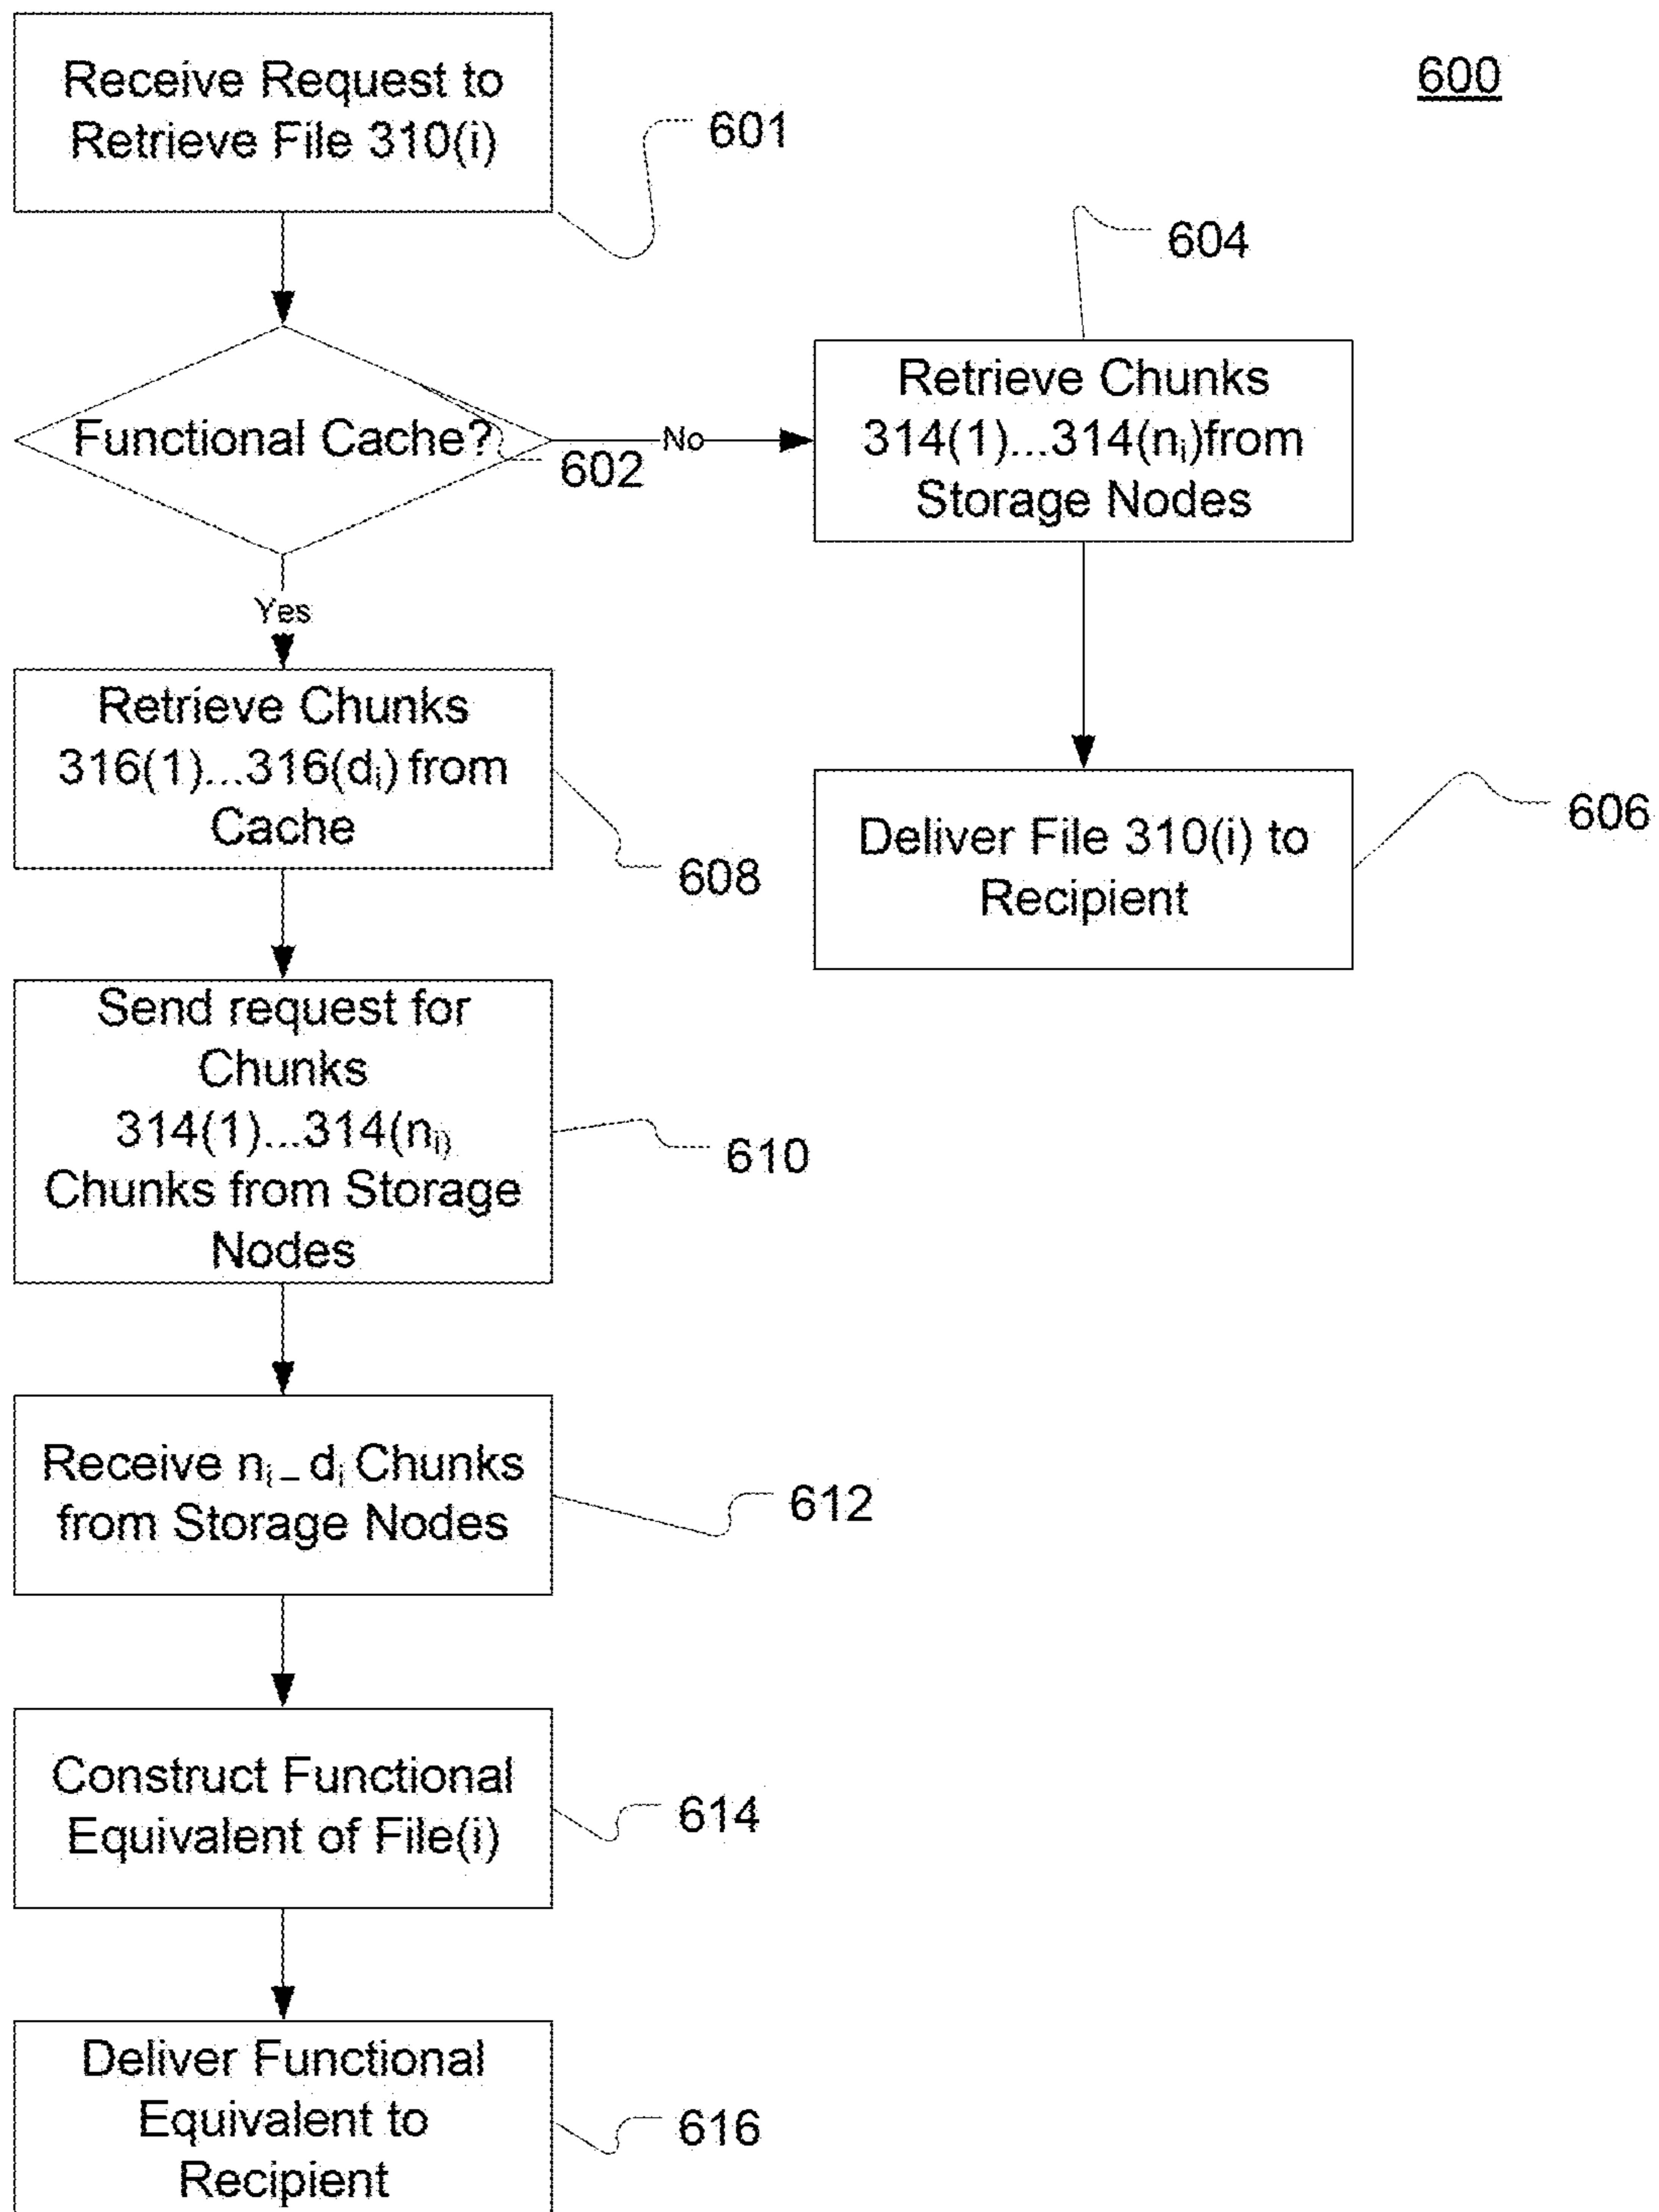 600
Receive Request to
Retrieve File 310(i)
601
Functional Cache?
602
No
604
Retrieve Chunks
314(1)...314(nᵢ)from
Storage Nodes
Deliver File 310(i) to
Recipient
606
Yes
Retrieve Chunks
316(1)...316(dᵢ) from
Cache
608
Send request for
Chunks
314(1)...314(nᵢ₎
Chunks from Storage
Nodes
610
Receive nᵢ – dᵢ Chunks
from Storage Nodes
612
Construct Functional
Equivalent of File(i)
614
Deliver Functional
Equivalent to
Recipient
616